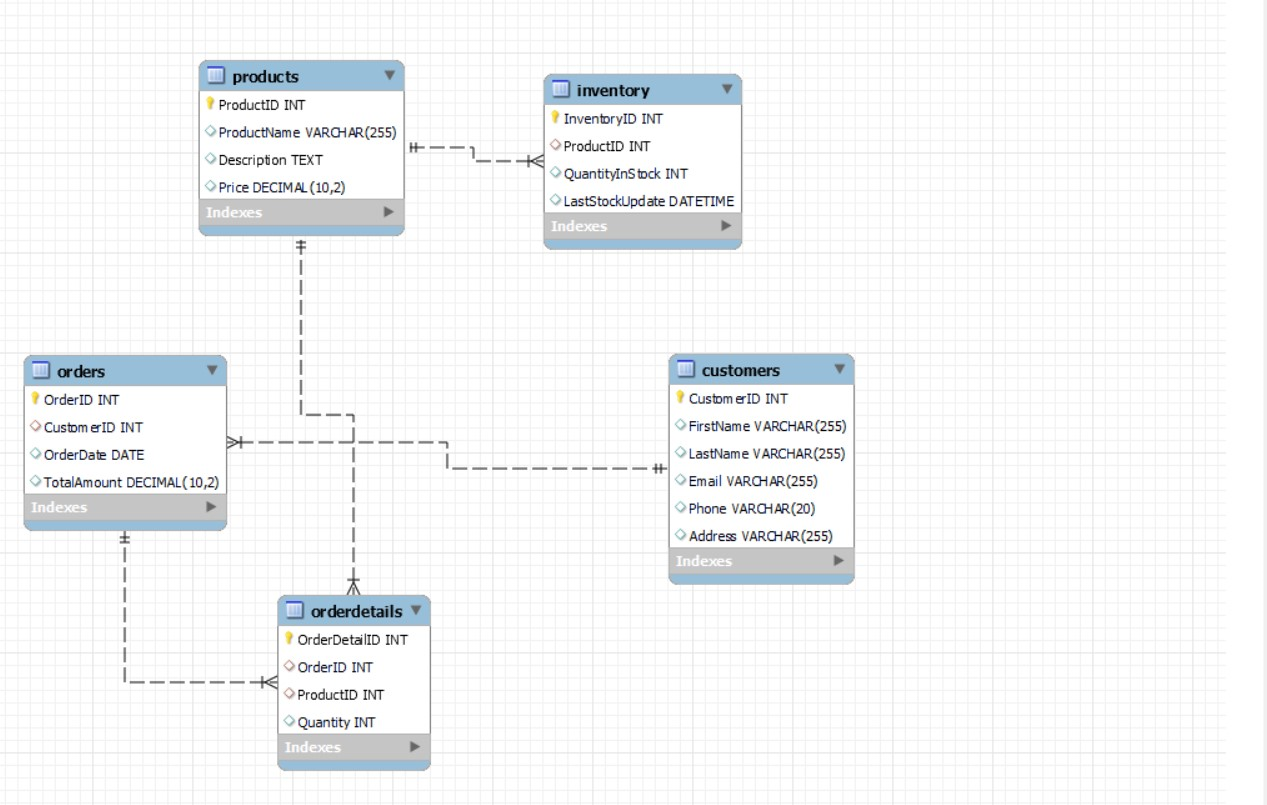 products
ProductID INT
ProductName VARCHAR(255)
Description TEXT
Price DECIMAL(10,2)
Indexes
inventory
InventoryID INT
ProductID INT
QuantityInStock INT
LastStockUpdate DATETIME
Indexes
orders
OrderID INT
CustomerID INT
OrderDate DATE
TotalAmount DECIMAL(10,2)
Indexes
customers
CustomerID INT
FirstName VARCHAR(255)
LastName VARCHAR(255)
Email VARCHAR(255)
Phone VARCHAR(20)
Address VARCHAR(255)
Indexes
orderdetails
OrderDetailID INT
OrderID INT
ProductID INT
Quantity INT
Indexes